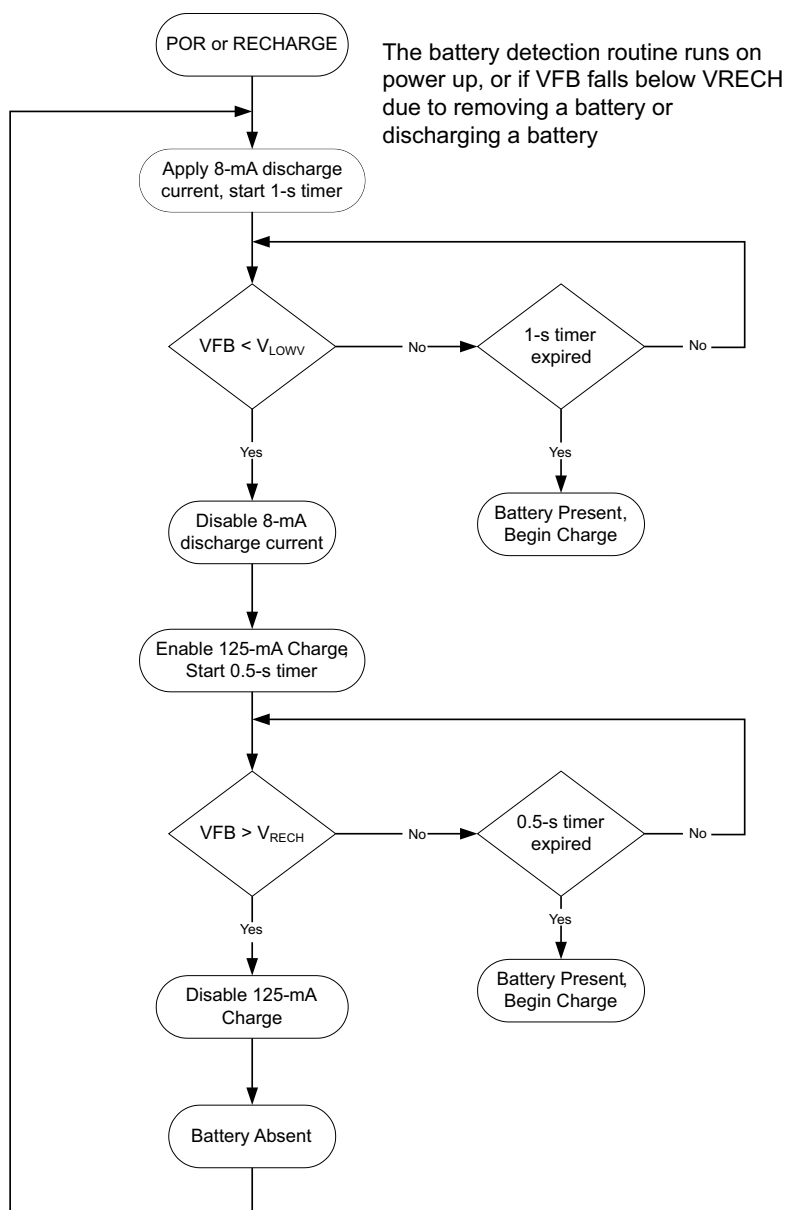 POR or RECHARGE
The battery detection routine runs on
power up, or if VFB falls below VRECH
due to removing a battery or
discharging a battery
Apply 8-mA discharge
current, start 1-s timer
VFB < VLOWV
No
1-s timer
expired
No
Yes
Yes
Disable 8-mA
discharge current
Battery Present,
Begin Charge
Enable 125-mA Charge,
Start 0.5-s timer
VFB > VRECH
No
0.5-s timer
expired
No
Yes
Yes
Disable 125-mA
Charge
Battery Present,
Begin Charge
Battery Absent